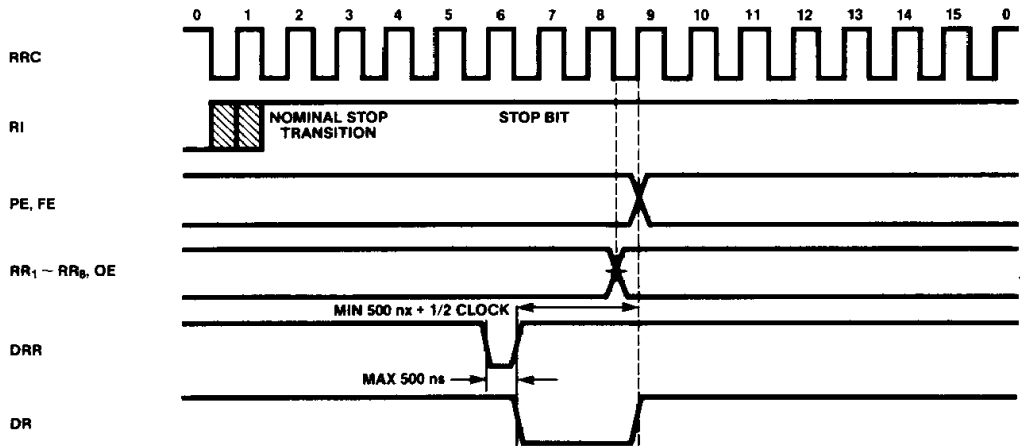 0 1 2 3 4 5 6 7 8 9 10 11 12 13 14 15 0
RRC
RI
NOMINAL STOP
TRANSITION
STOP BIT
PE, FE
RR₁ ~ RR₈, OE
MIN 500 nx + 1/2 CLOCK
DRR
MAX 500 ns
DR